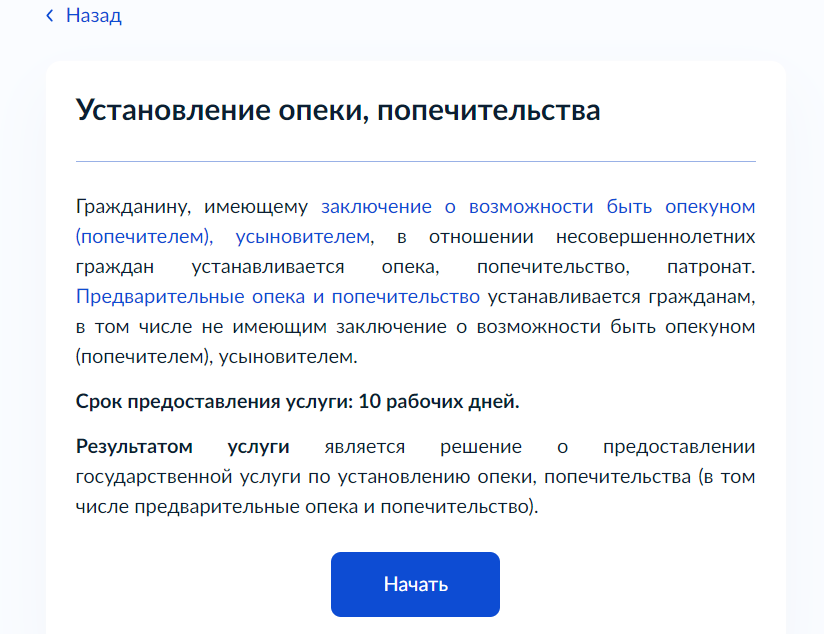 Назад
Установление опеки, попечительства
Гражданину, имеющему заключение о возможности быть опекуном
(попечителем), усыновителем, в отношении несовершеннолетних
граждан устанавливается опека, попечительство, патронат.
Предварительные опека и попечительство устанавливается гражданам,
в том числе не имеющим заключение о возможности быть опекуном
(попечителем), усыновителем.
Срок предоставления услуги: 10 рабочих дней.
Результатом услуги является решение о предоставлении
государственной услуги по установлению опеки, попечительства (в том
числе предварительные опека и попечительство).
Начать